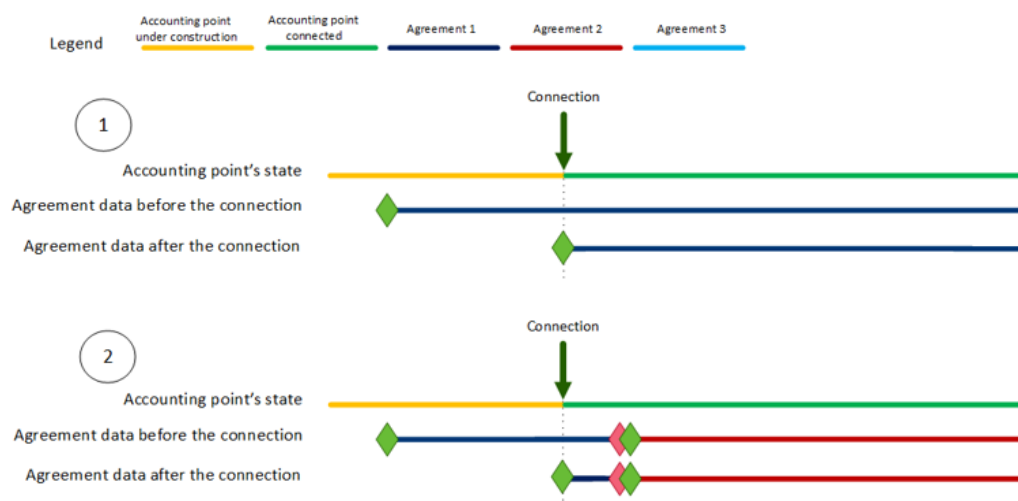 Legend
Accounting point
under construction
Accounting point
connected
Agreement 1
Agreement 2
Agreement 3
1
Connection
Accounting point's state
Agreement data before the connection
Agreement data after the connection
2
Connection
Accounting point's state
Agreement data before the connection
Agreement data after the connection